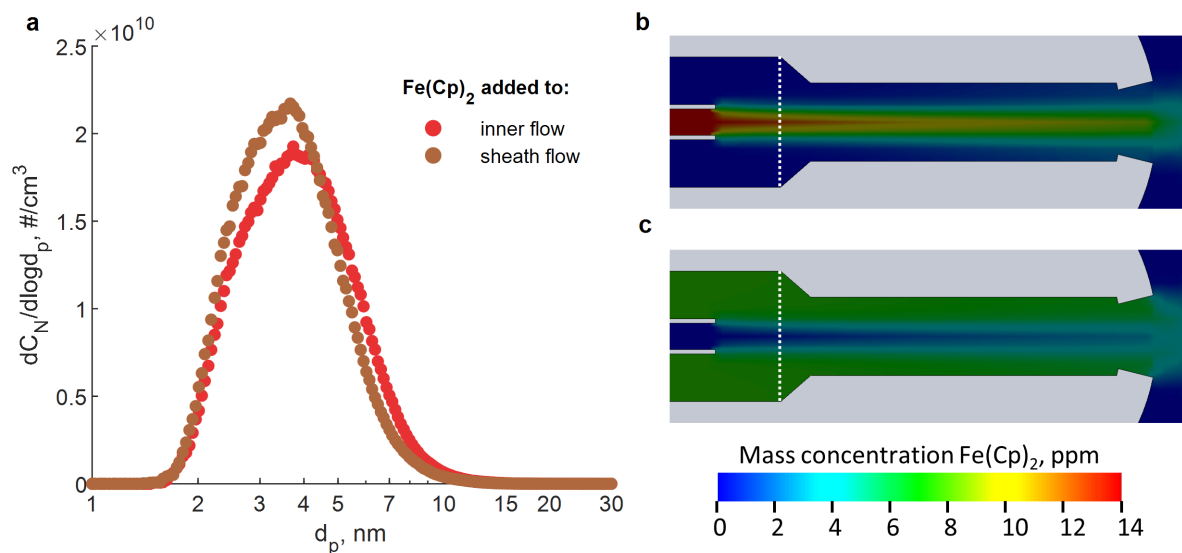 a
2.5 ×10^10
2
1.5
1
0.5
0
dC_N/dlogd_p, #/cm^3
Fe(Cp)_2 added to:
inner flow
sheath flow
1 2 3 4 5 7 10 15 20 30
d_p, nm
b
c
Mass concentration Fe(Cp)_2, ppm
0 2 4 6 8 10 12 14